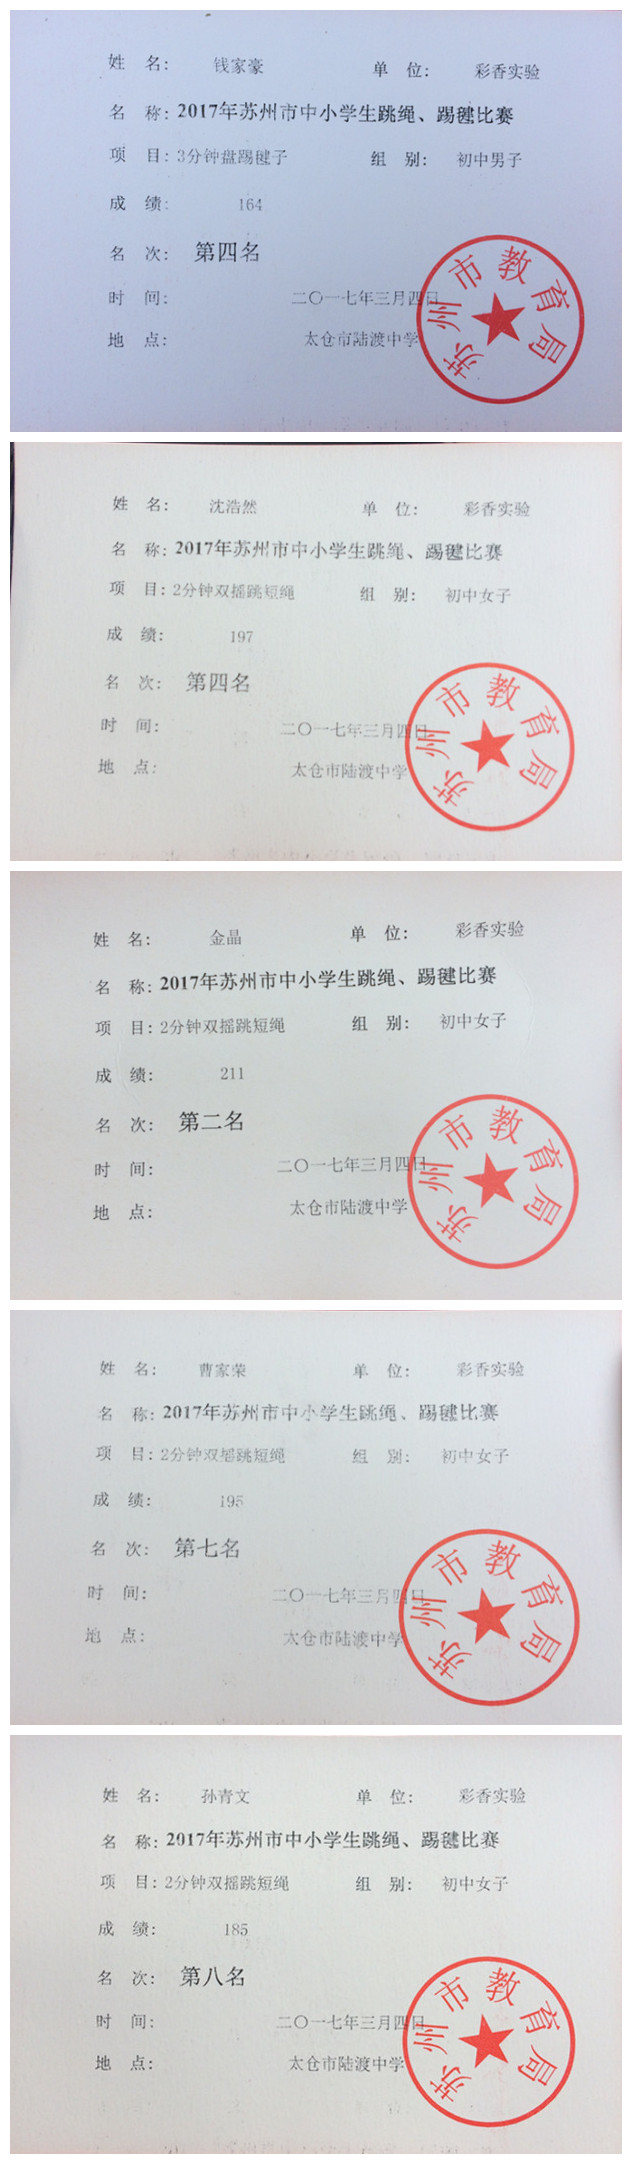 姓 名: 钱家豪 单 位: 彩香实验
名 称: 2017年苏州市中小学生跳绳、踢毽比赛
项 目: 3分钟盘踢毽子 组 别: 初中男子
成 绩: 164
名 次: 第四名
时 间: 二〇一七年三月四日
地 点: 太仓市陆渡中学
苏州市教育局
姓 名: 沈浩然 单 位: 彩香实验
名 称: 2017年苏州市中小学生跳绳、踢毽比赛
项 目: 2分钟双摇跳短绳 组 别: 初中女子
成 绩: 197
名 次: 第四名
时 间: 二〇一七年三月四日
地 点: 太仓市陆渡中学
苏州市教育局
姓 名: 金晶 单 位: 彩香实验
名 称: 2017年苏州市中小学生跳绳、踢毽比赛
项 目: 2分钟双摇跳短绳 组 别: 初中女子
成 绩: 211
名 次: 第二名
时 间: 二〇一七年三月四日
地 点: 太仓市陆渡中学
苏州市教育局
姓 名: 曹家荣 单 位: 彩香实验
名 称: 2017年苏州市中小学生跳绳、踢毽比赛
项 目: 2分钟双摇跳短绳 组 别: 初中女子
成 绩: 195
名 次: 第七名
时 间: 二〇一七年三月四日
地 点: 太仓市陆渡中学
苏州市教育局
姓 名: 孙青文 单 位: 彩香实验
名 称: 2017年苏州市中小学生跳绳、踢毽比赛
项 目: 2分钟双摇跳短绳 组 别: 初中女子
成 绩: 185
名 次: 第八名
时 间: 二〇一七年三月四日
地 点: 太仓市陆渡中学
苏州市教育局